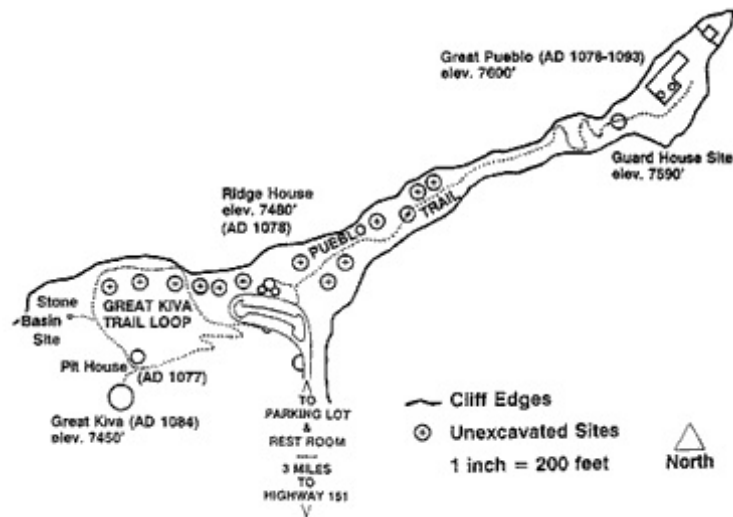 Great Pueblo (AD 1076-1093)
elev. 7600'
Guard House Site
elev. 7590'
Ridge House
elev. 7480'
(AD 1078)
PUEBLO
TRAIL
Stone
Basin
Site
GREAT KIVA
TRAIL LOOP
Pit House (AD 1077)
Great Kiva (AD 1084)
elev. 7450'
TO
PARKING LOT
&
REST ROOM
3 MILES
TO
HIGHWAY 151
Cliff Edges
Unexcavated Sites
1 inch = 200 feet
North